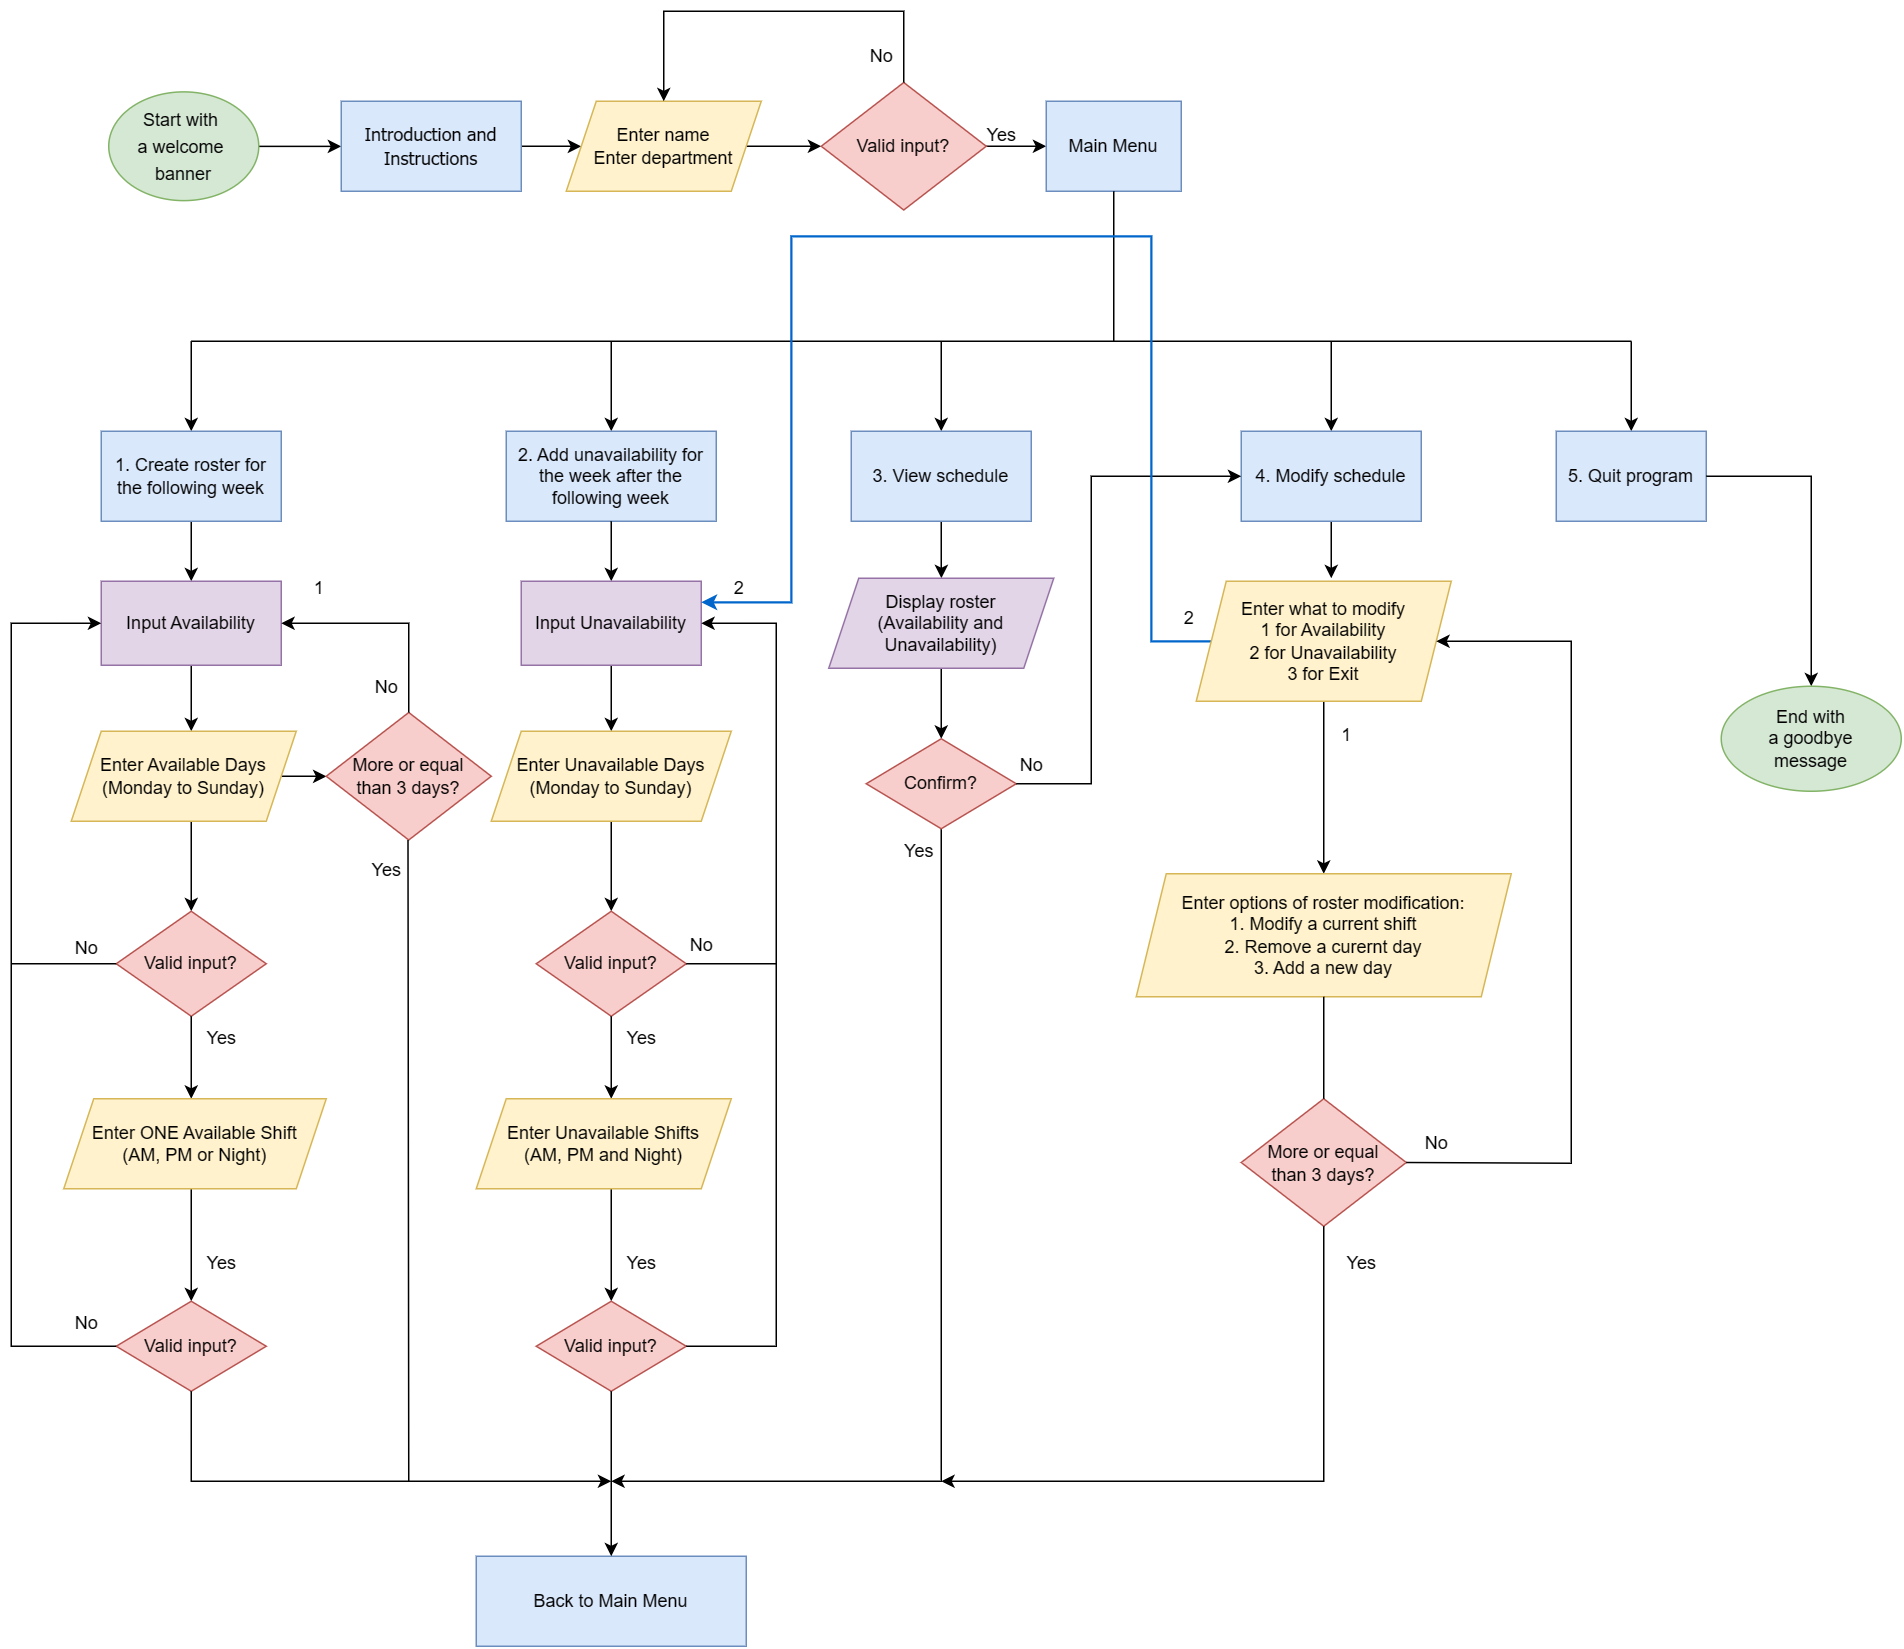 No
Start with
a welcome
banner
Introduction and
Instructions
Enter name
Enter department
Valid input?
Yes
Main Menu
1. Create roster for
the following week
2. Add unavailability for
the week after the
following week
3. View schedule
4. Modify schedule
5. Quit program
Input Availability
1
Input Unavailability
2
Display roster
(Availability and
Unavailability)
2
Enter what to modify
1 for Availability
2 for Unavailability
3 for Exit
No
Enter Available Days
(Monday to Sunday)
More or equal
than 3 days?
Yes
Enter Unavailable Days
(Monday to Sunday)
Confirm?
No
Yes
1
End with
a goodbye
message
No
Valid input?
Yes
Valid input?
No
Yes
Enter options of roster modification:
1. Modify a current shift
2. Remove a curernt day
3. Add a new day
Enter ONE Available Shift
(AM, PM or Night)
Yes
Enter Unavailable Shifts
(AM, PM and Night)
Yes
More or equal
than 3 days?
No
Yes
No
Valid input?
Valid input?
Back to Main Menu